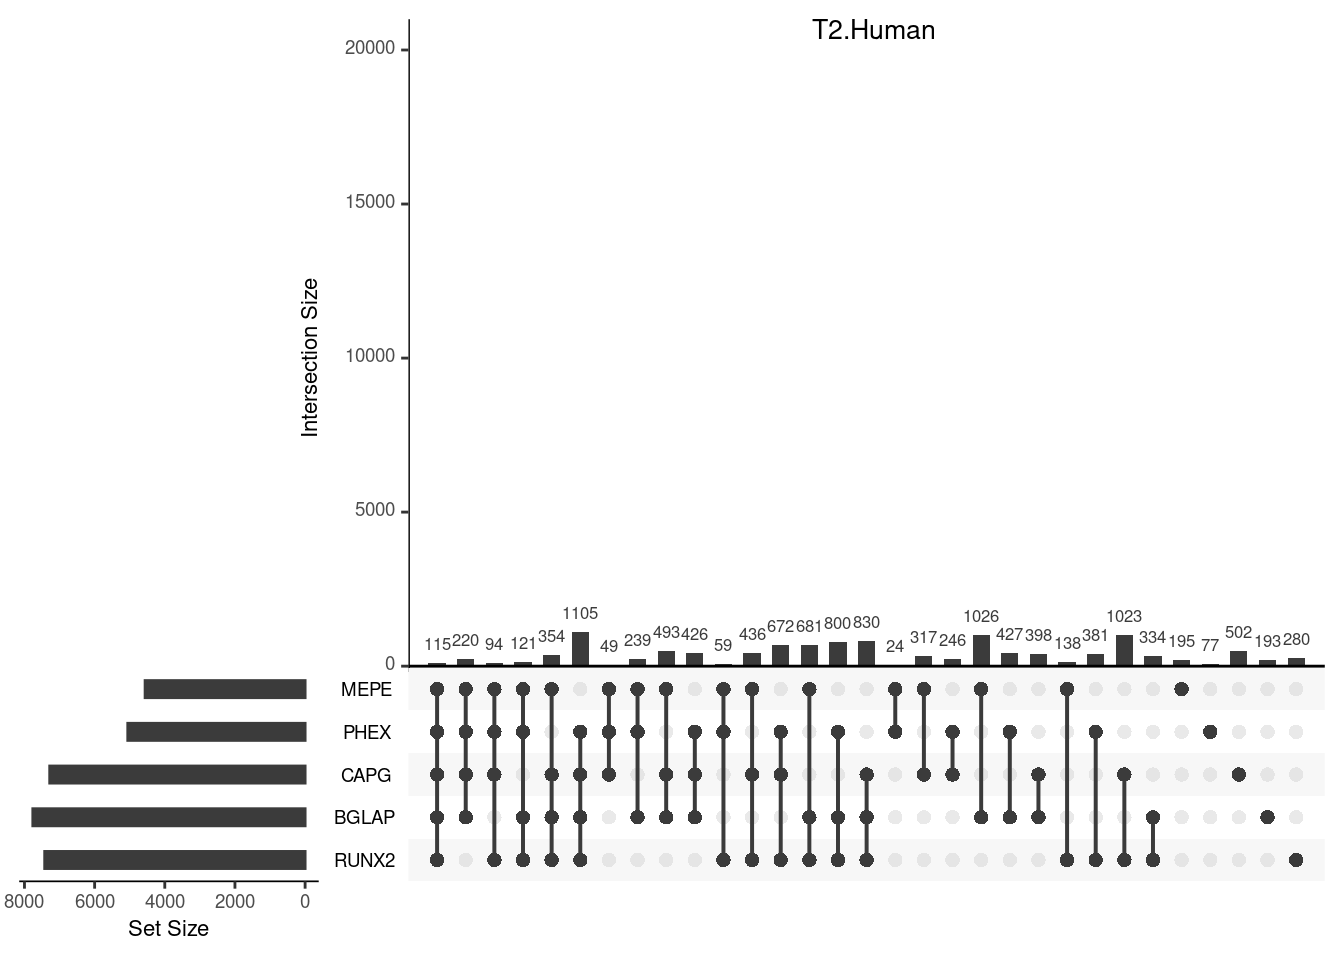 T2.Human
20000
15000
10000
5000
0
Intersection Size
115 220 94 121 354 1105 49 239 493 426 59 436 672 681 800 830 24 317 246 1026 427 398 138 381 1023 334 195 77 502 193 280
MEPE
PHEX
CAPG
BGLAP
RUNX2
8000 6000 4000 2000 0
Set Size